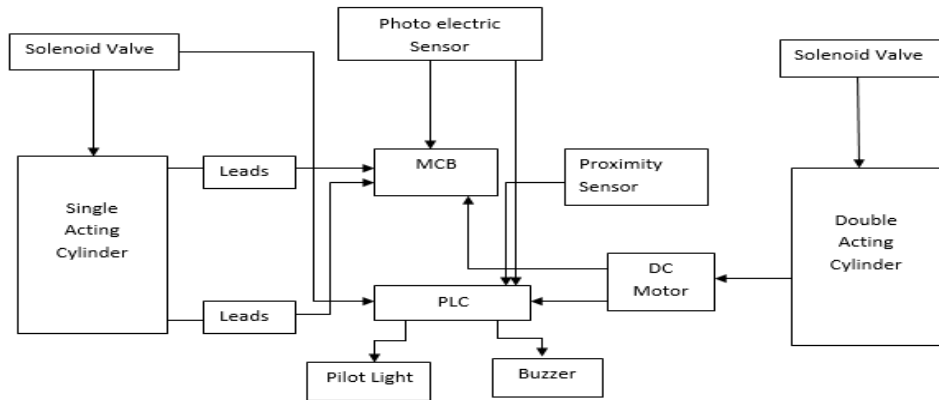 Photo electric
Sensor
Solenoid Valve
Solenoid Valve
Leads
MCB
Proximity
Sensor
Single
Acting
Cylinder
Double
Acting
Cylinder
DC
Motor
Leads
PLC
Pilot Light
Buzzer